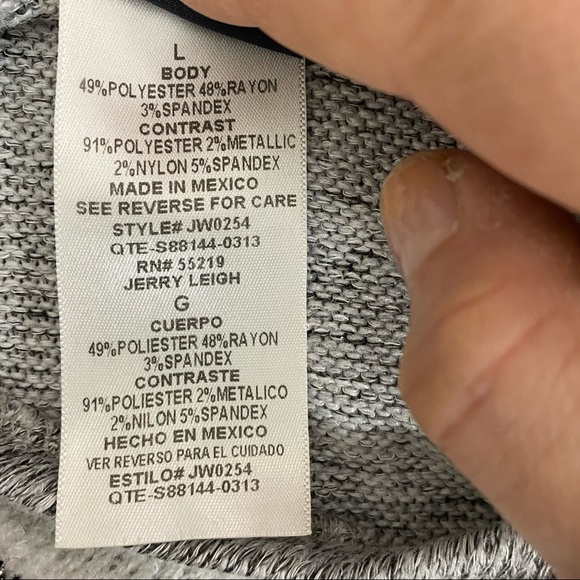 L
BODY
49%POLYESTER 48%RAYON
3%SPANDEX
CONTRAST
91%POLYESTER 2%METALLIC
2%NYLON 5%SPANDEX
MADE IN MEXICO
SEE REVERSE FOR CARE
STYLE# JW0254
QTE-S88144-0313
RN# 55219
JERRY LEIGH
G
CUERPO
49%POLIESTER 48%RAYON
3%SPANDEX
CONTRASTE
91%POLIESTER 2%METALICO
2%NILON 5%SPANDEX
HECHO EN MEXICO
VER REVERSO PARA EL CUIDADO
ESTILO# JW0254
QTE-S88144-0313